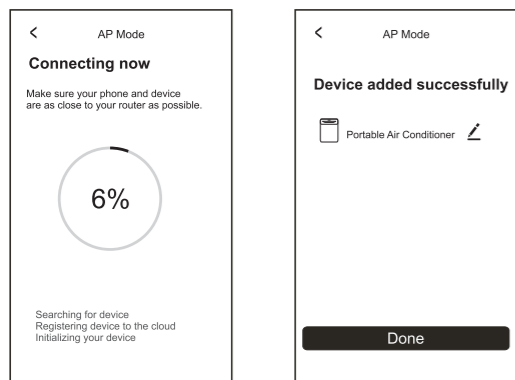 AP Mode
Connecting now
Make sure your phone and device
are as close to your router as possible.
6%
Searching for device
Registering device to the cloud
Initializing your device
AP Mode
Device added successfully
Portable Air Conditioner
Done